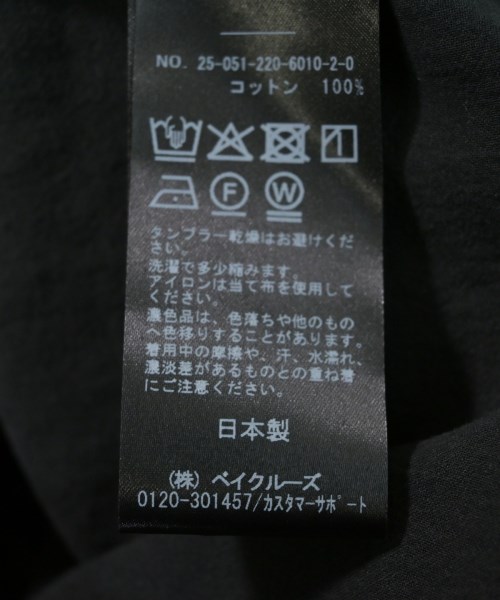 NO. 25-051-220-6010-2-0
コットン 100%
F W
タンブラー乾燥はお避けくだ
さい。
洗濯で多少縮みます。
アイロンは当て布を使用して
ください。
濃色品は、色落ちや他のもの
へ色移りすることがあります。
着用中の摩擦や、汗、水濡れ、
濃淡差があるものとの重ね着
にご注意ください。
日本製
(株) ベイクルーズ
0120-301457/カスタマーサポート